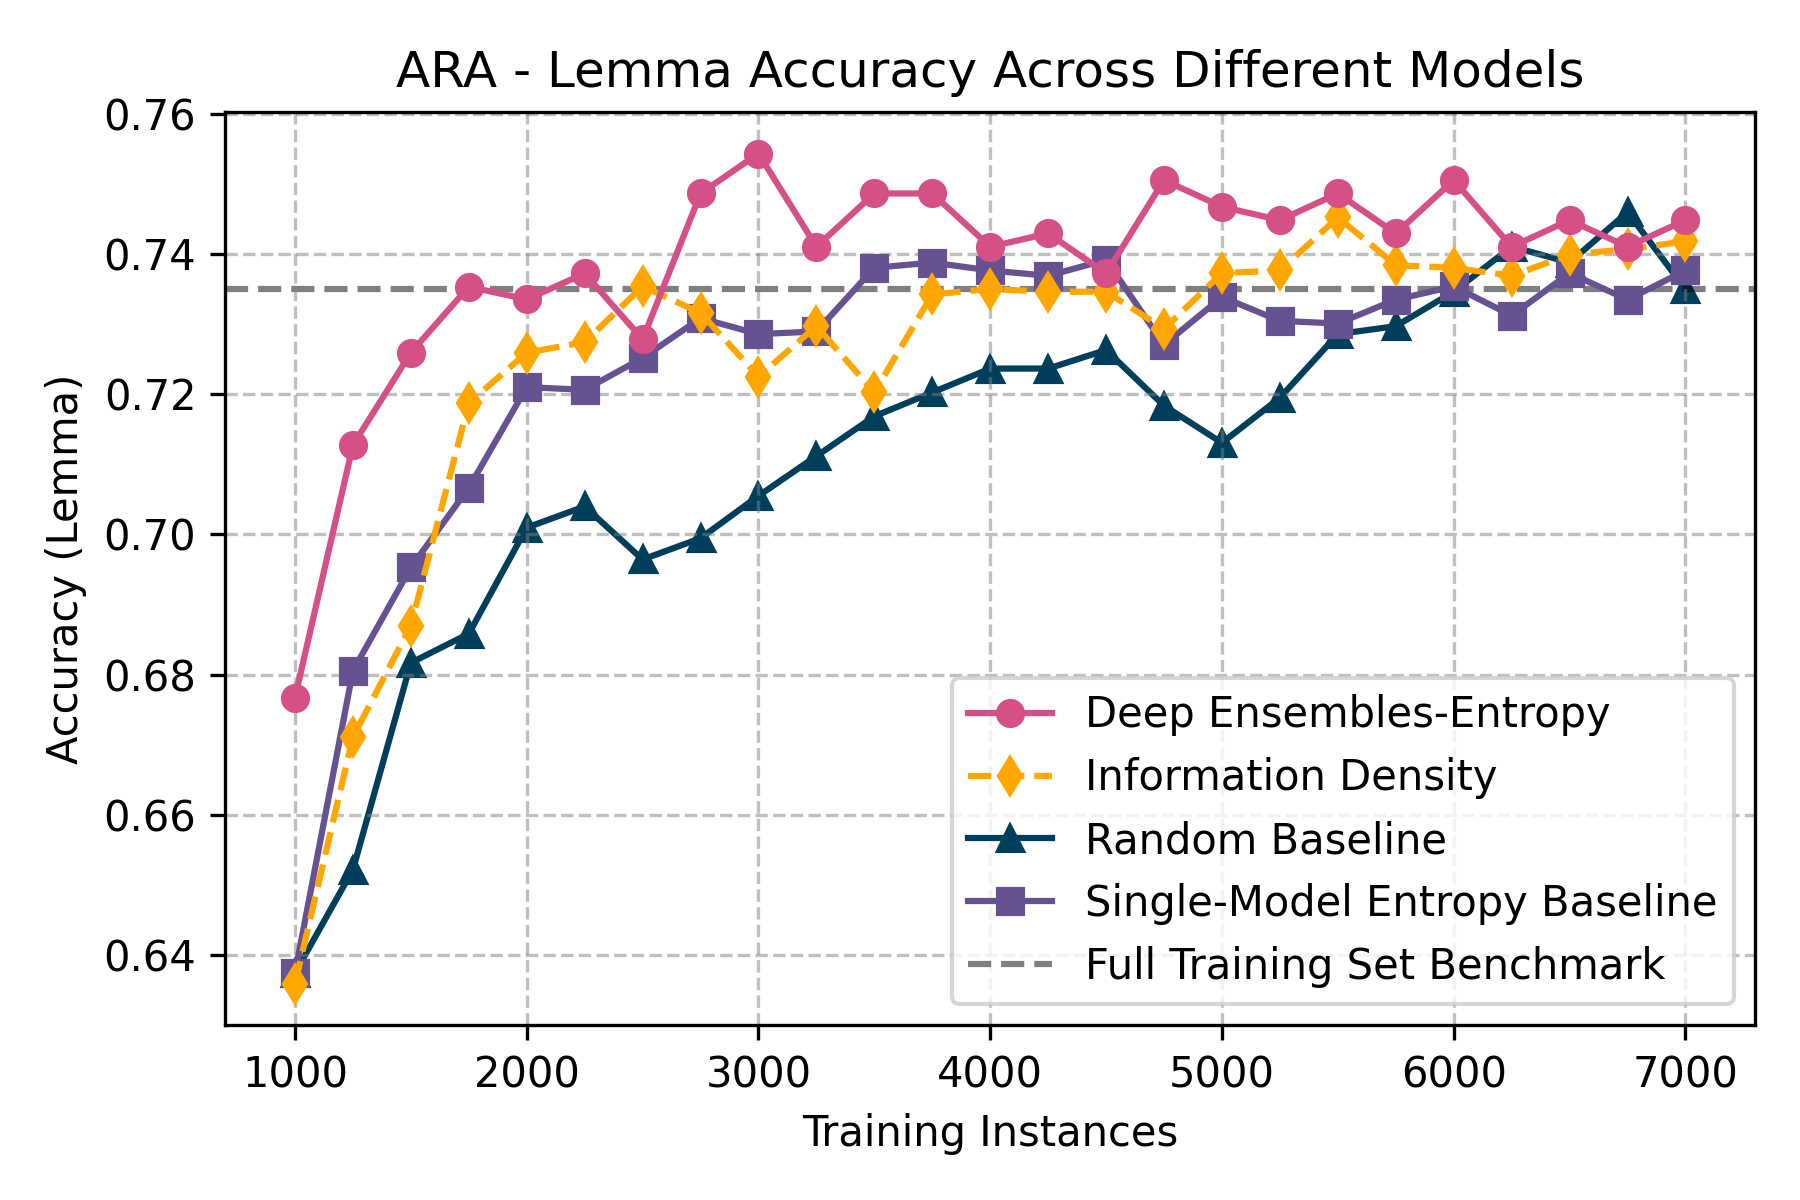 ARA - Lemma Accuracy Across Different Models
Accuracy (Lemma)
0.76
0.74
0.72
0.70
0.68
0.66
0.64
1000 2000 3000 4000 5000 6000 7000
Training Instances
Deep Ensembles-Entropy
Information Density
Random Baseline
Single-Model Entropy Baseline
Full Training Set Benchmark